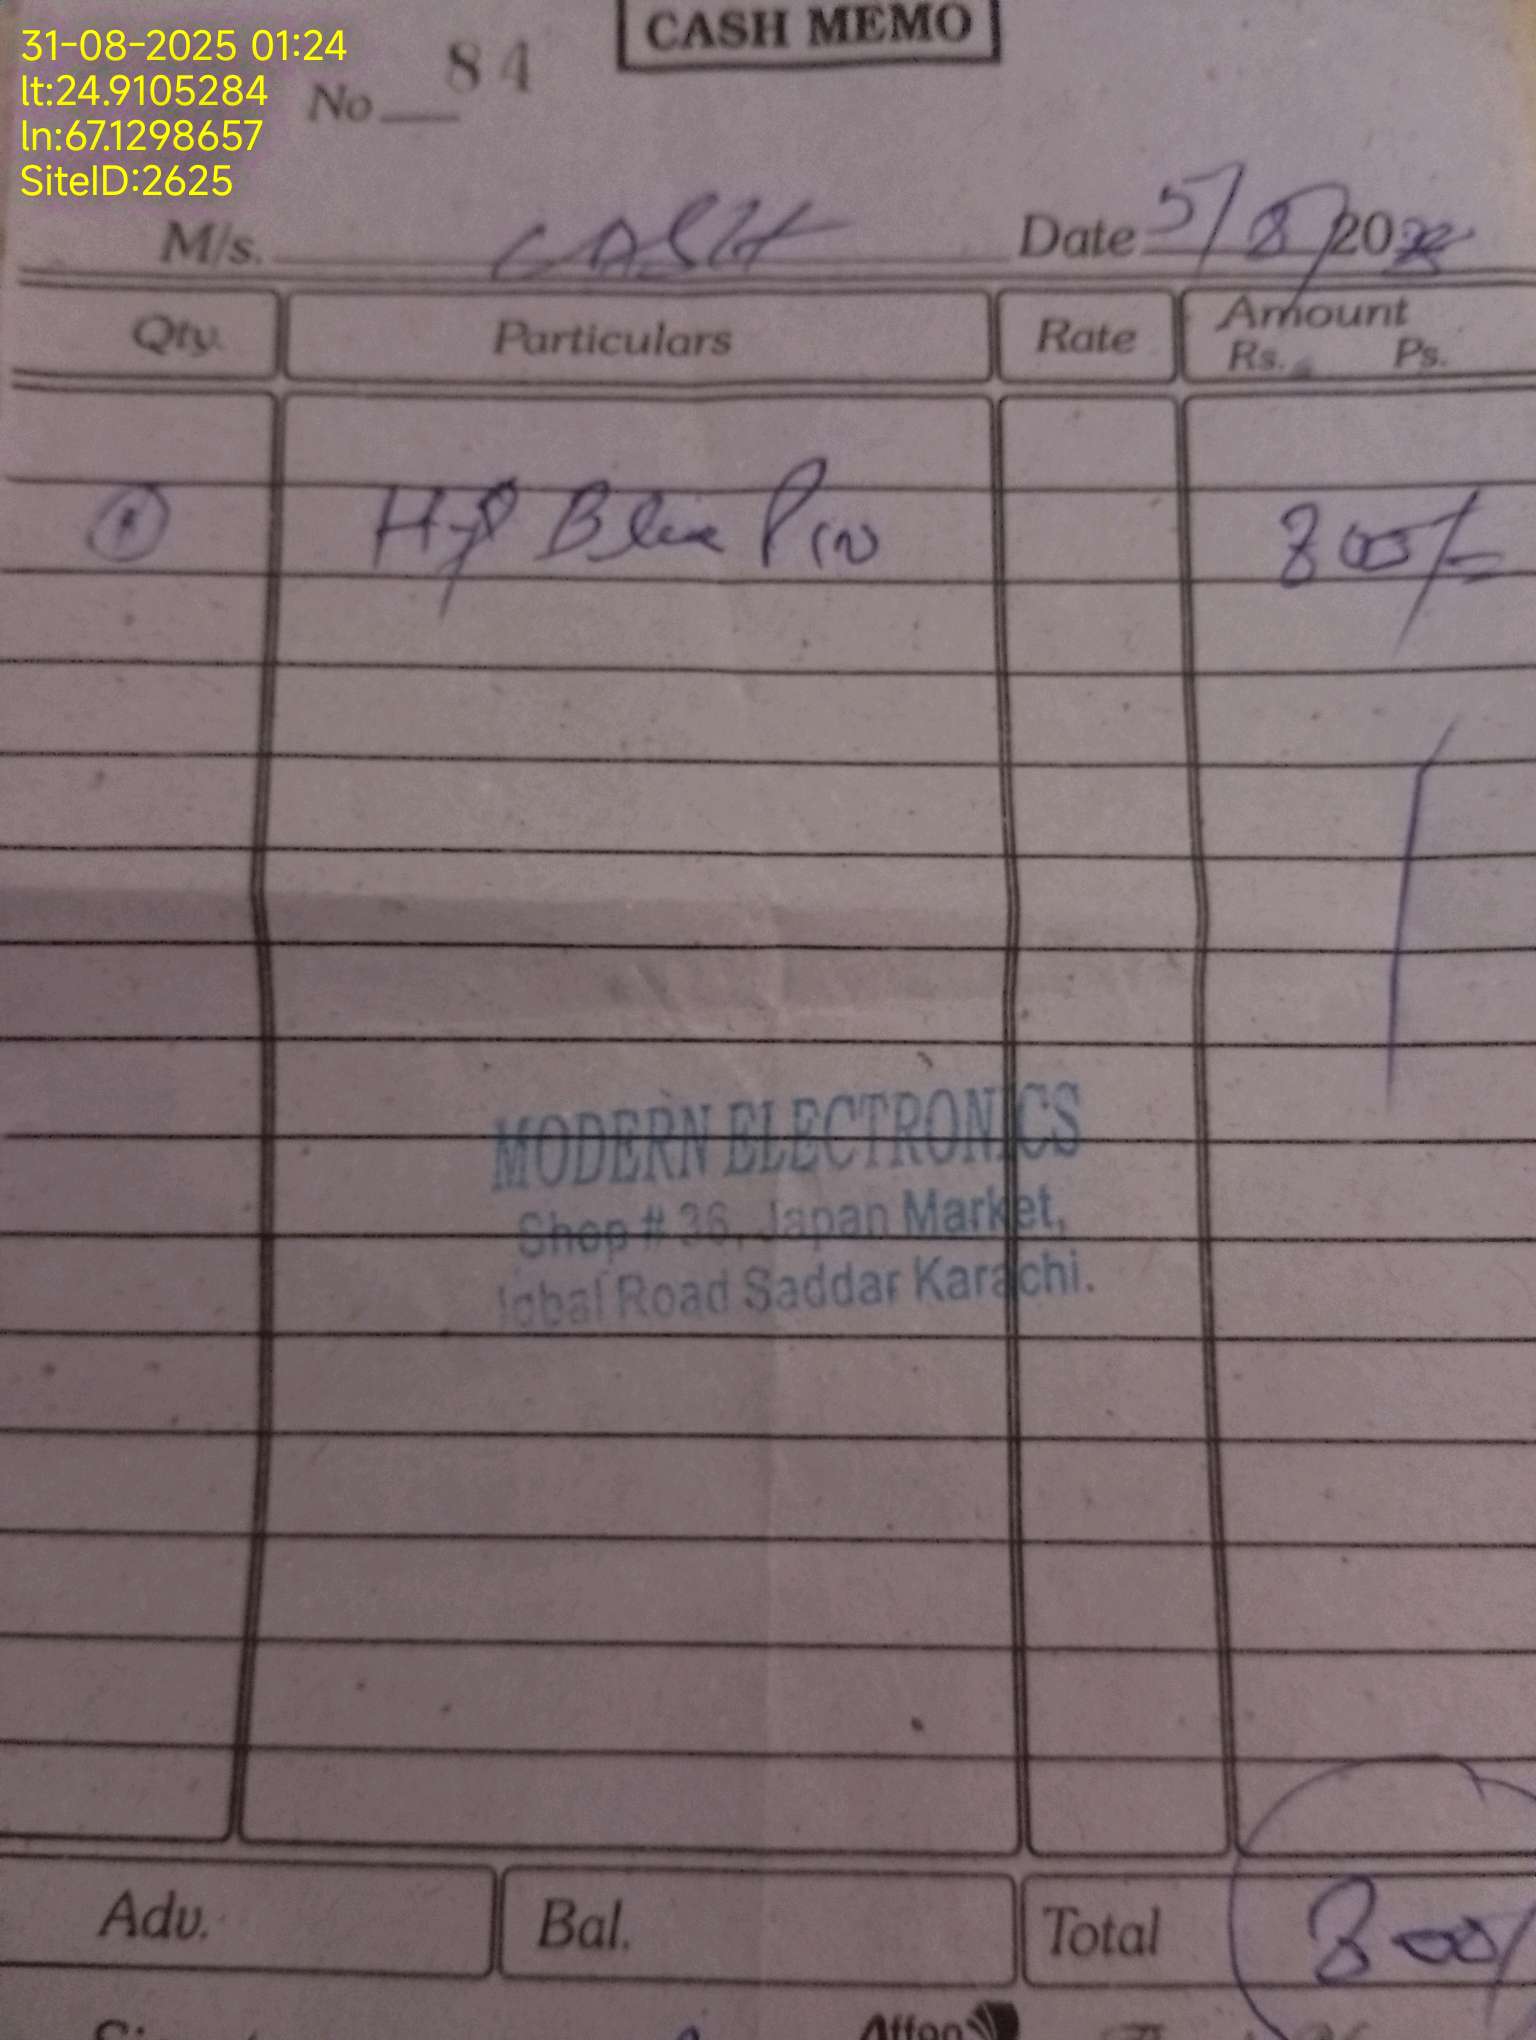 31-08-2025 01:24
lt:24.9105284
ln:67.1298657
SiteID:2625
CASH MEMO
No 84
M/s. CASH Date 5/8/20
Qty. Particulars Rate Amount
Rs. Ps.
Blue Pin 800/=
MODERN ELECTRONICS
Shop # 36, Japan Market,
Iqbal Road Saddar Karachi.
Adv. Bal. Total 800/